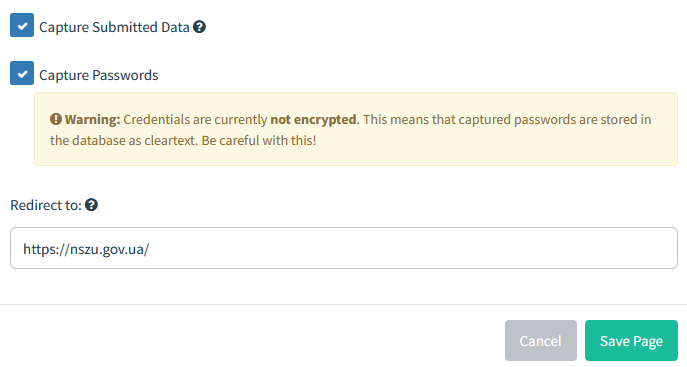 Capture Submitted Data
Capture Passwords
Warning: Credentials are currently not encrypted. This means that captured passwords are stored in
the database as cleartext. Be careful with this!
Redirect to:
https://nszu.gov.ua/
Cancel
Save Page